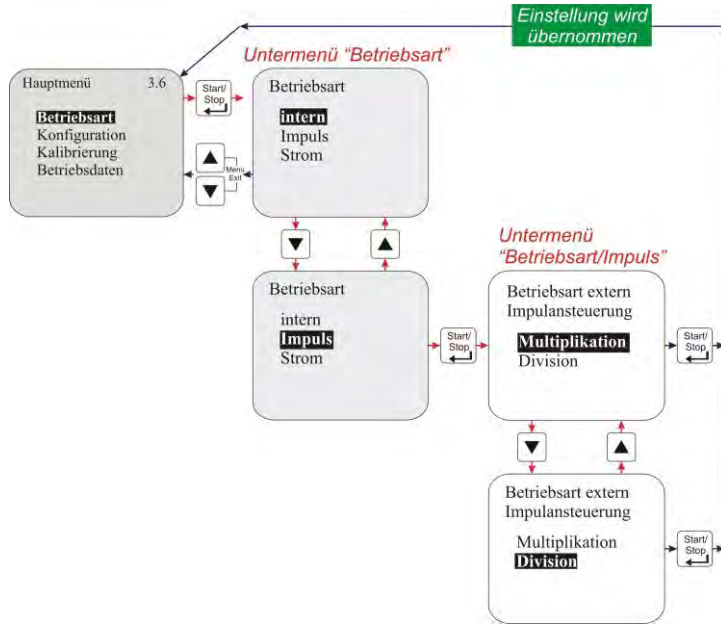 Einstellung wird
übernommen
Untermenü "Betriebsart"
Hauptmenü 3.6
Betriebsart
Konfiguration
Kalibrierung
Betriebsdaten
Start/
Stop
Menü
Exit
Betriebsart
intern
Impuls
Strom
Betriebsart
intern
Impuls
Strom
Start/
Stop
Untermenü
"Betriebsart/Impuls"
Betriebsart extern
Impulansteuerung
Multiplikation
Division
Start/
Stop
Betriebsart extern
Impulansteuerung
Multiplikation
Division
Start/
Stop